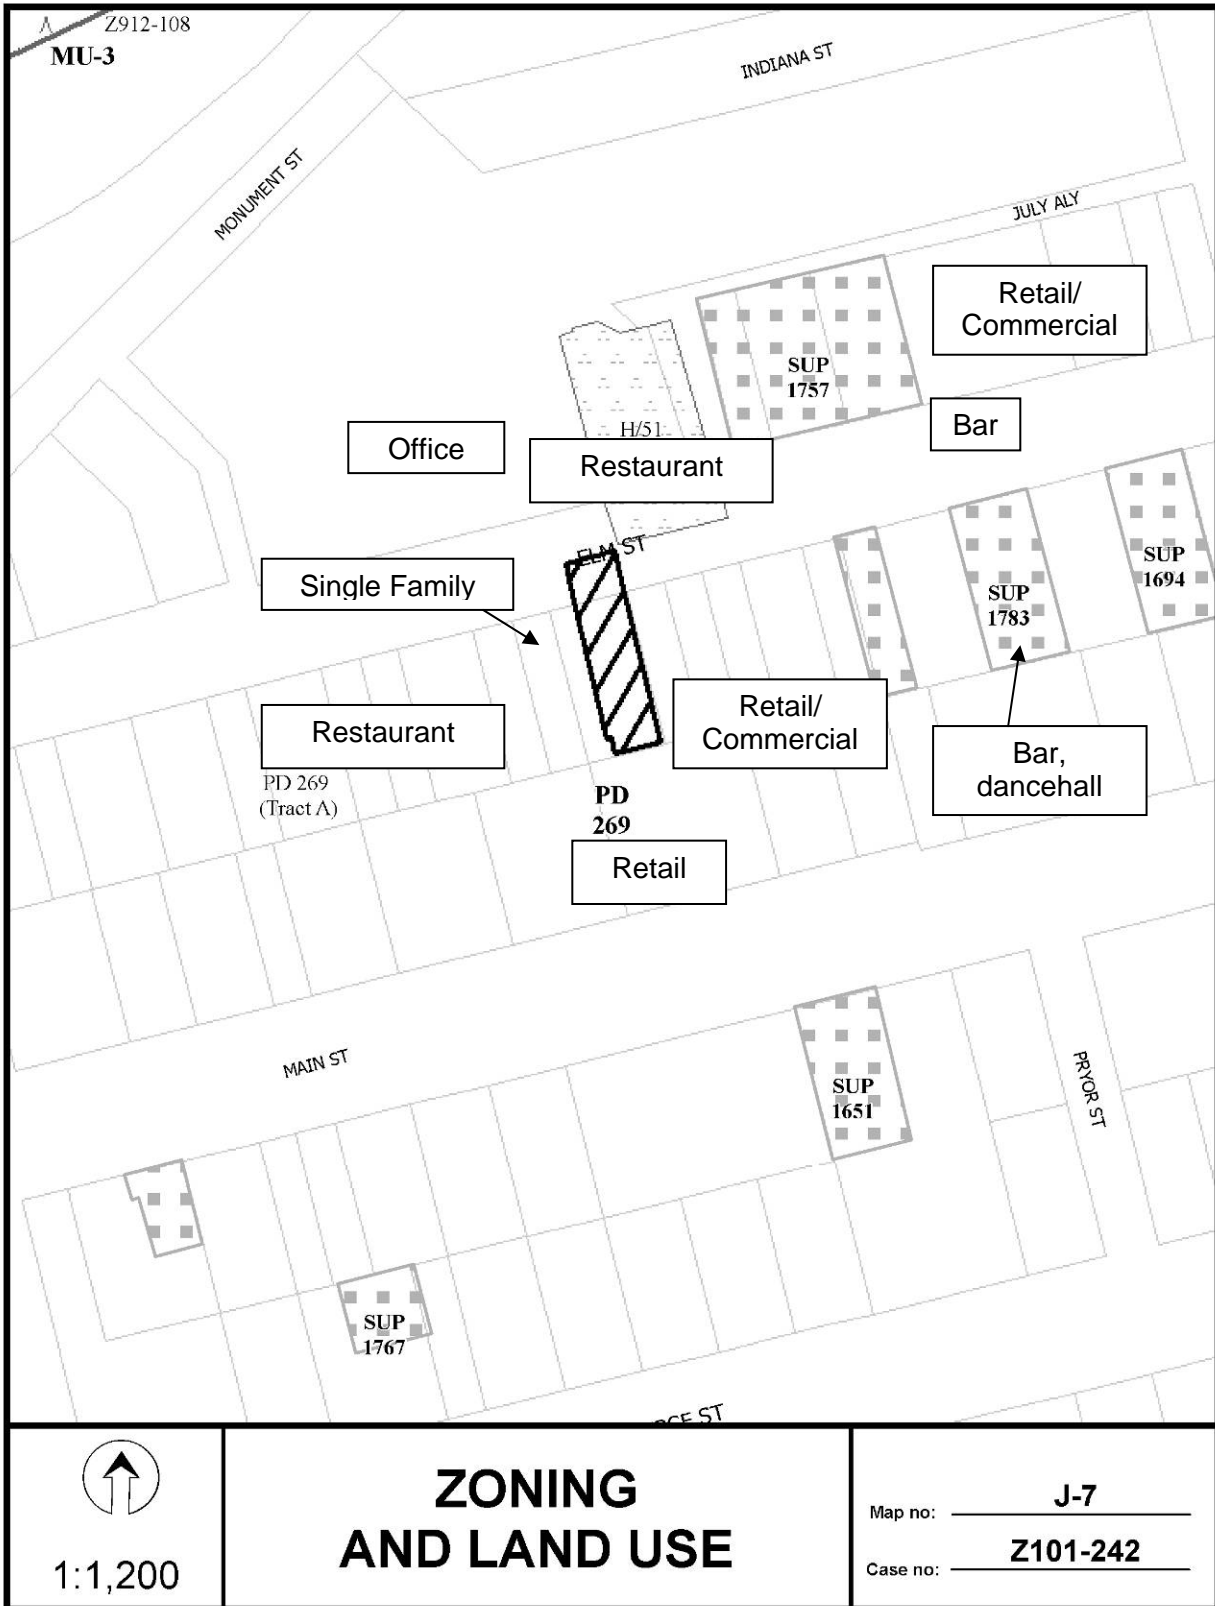 Z912-108
MU-3
INDIANA ST
MONUMENT ST
JULY ALY
Retail/
Commercial
SUP
1757
Bar
H/51
Office
Restaurant
ELM ST
Single Family
SUP
1694
SUP
1783
Retail/
Commercial
Restaurant
Bar,
dancehall
PD 269
(Tract A)
PD
269
Retail
MAIN ST
PRYOR ST
SUP
1651
SUP
1767
ST
1:1,200
ZONING
AND LAND USE
Map no: J-7
Case no: Z101-242